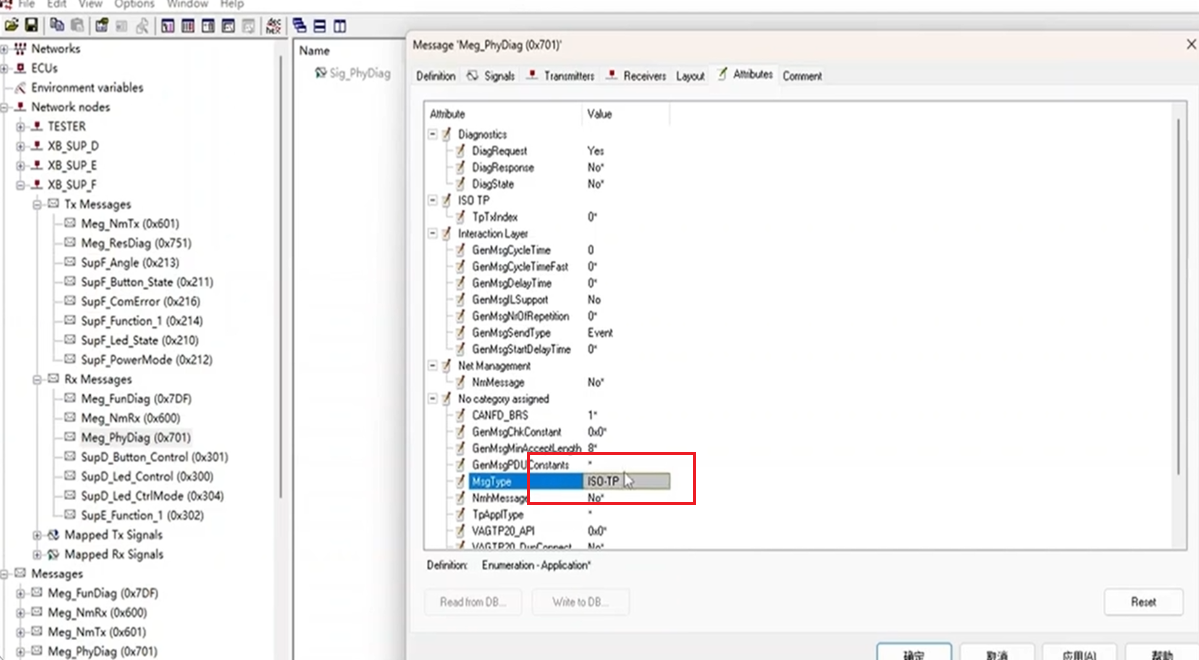 File Edit View Options Window Help
Networks
ECUs
Environment variables
Network nodes
TESTER
XB_SUP_D
XB_SUP_E
XB_SUP_F
Tx Messages
Meg_NmTx (0x601)
Meg_ResDiag (0x751)
SupF_Angle (0x213)
SupF_Button_State (0x211)
SupF_ComError (0x216)
SupF_Function_1 (0x214)
SupF_Led_State (0x210)
SupF_PowerMode (0x212)
Rx Messages
Meg_FunDiag (0x7DF)
Meg_NmRx (0x600)
Meg_PhyDiag (0x701)
SupD_Button_Control (0x301)
SupD_Led_Control (0x300)
SupD_Led_CtrlMode (0x304)
SupE_Function_1 (0x302)
Mapped Tx Signals
Mapped Rx Signals
Messages
Meg_FunDiag (0x7DF)
Meg_NmRx (0x600)
Meg_NmTx (0x601)
Meg_PhyDiag (0x701)
Name
Sig_PhyDiag
Message 'Meg_PhyDiag (0x701)'
Definition Signals Transmitters Receivers Layout Attributes Comment
Attribute Value
Diagnostics
DiagRequest Yes
DiagResponse No*
DiagState No*
ISO TP
TpTxIndex 0*
Interaction Layer
GenMsgCycleTime 0
GenMsgCycleTimeFast 0*
GenMsgDelayTime 0*
GenMsgILSupport No
GenMsgNrOfRepetition 0*
GenMsgSendType Event
GenMsgStartDelayTime 0*
Net Management
NmMessage No*
No category assigned
CANFD_BRS 1*
GenMsgChkConstant 0x0*
GenMsgMinAcceptLength 8*
GenMsgPDUConstants *
MsgType ISO-TP
NmhMessage No*
TpApplType *
VAGTP20_API 0x0*
VAGTP20_DynConnect No*
Definition: Enumeration - Application*
Read from DB... Write to DB...
Reset
确定 取消 应用(A) 帮助